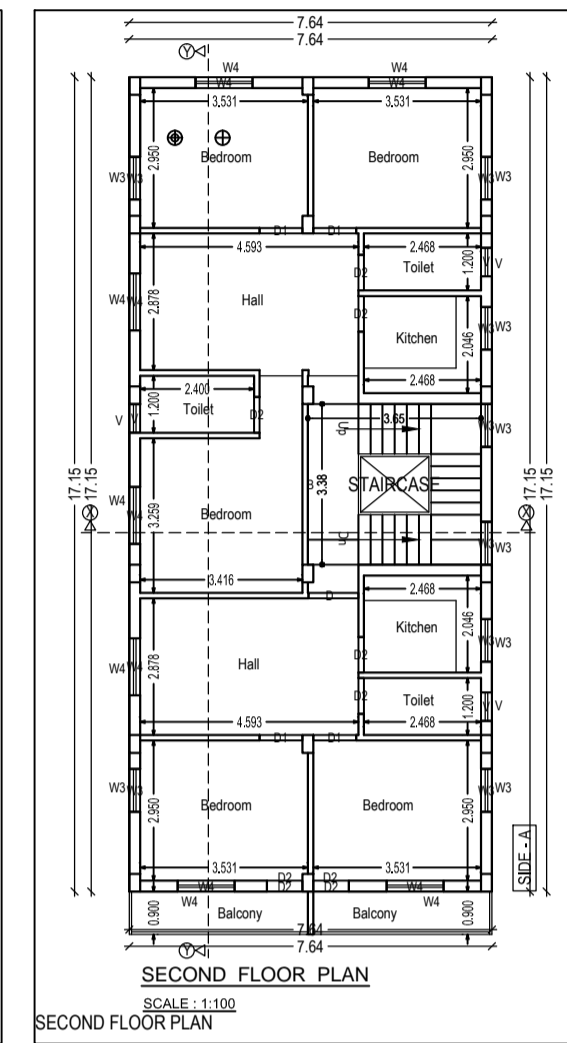 7.64
7.64
Y
W4 W4
3.531 3.531
2.950 2.950
Bedroom Bedroom
W3 W3 W3 W3
D1 D1
4.593 2.468
1.200
Toilet
V V
D2
2.878
Hall
W4 W4
D2
Kitchen
2.046
W3 W3
2.468
2.400
1.200
Toilet
V V
D2
3.65
W3 W3
Up
17.15 17.15 17.15 17.15
3.38
STAIRCASE
W4 W4
3.259
Bedroom
X X
Dn
W3 W3
3.416
2.468
D
Kitchen
2.046
W3 W3
2.878
Hall
W4 W4
D2
Toilet
1.200
V V
D2
4.593 2.468
D1 D1
2.950 2.950
W3 W3 W3 W3
Bedroom Bedroom
SIDE - A
3.531 3.531
D2 D2
W4 D2 D2 W4
W4 W4
0.900 Balcony Balcony 0.900
7.64
7.64
Y
SECOND FLOOR PLAN
SCALE : 1:100
SECOND FLOOR PLAN